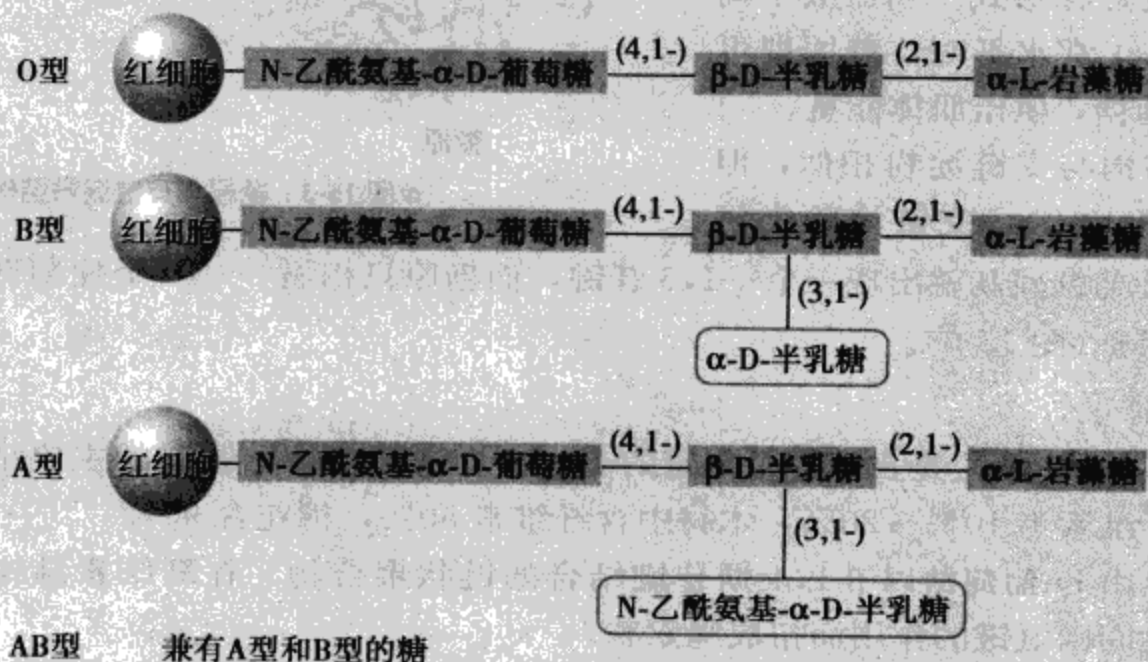 (4,1-) (2,1-)
O型 红细胞 N-乙酰氨基-α-D-葡萄糖 β-D-半乳糖 α-L-岩藻糖
(4,1-) (2,1-)
B型 红细胞 N-乙酰氨基-α-D-葡萄糖 β-D-半乳糖 α-L-岩藻糖
(3,1-)
α-D-半乳糖
(4,1-) (2,1-)
A型 红细胞 N-乙酰氨基-α-D-葡萄糖 β-D-半乳糖 α-L-岩藻糖
(3,1-)
N-乙酰氨基-α-D-半乳糖
AB型 兼有A型和B型的糖